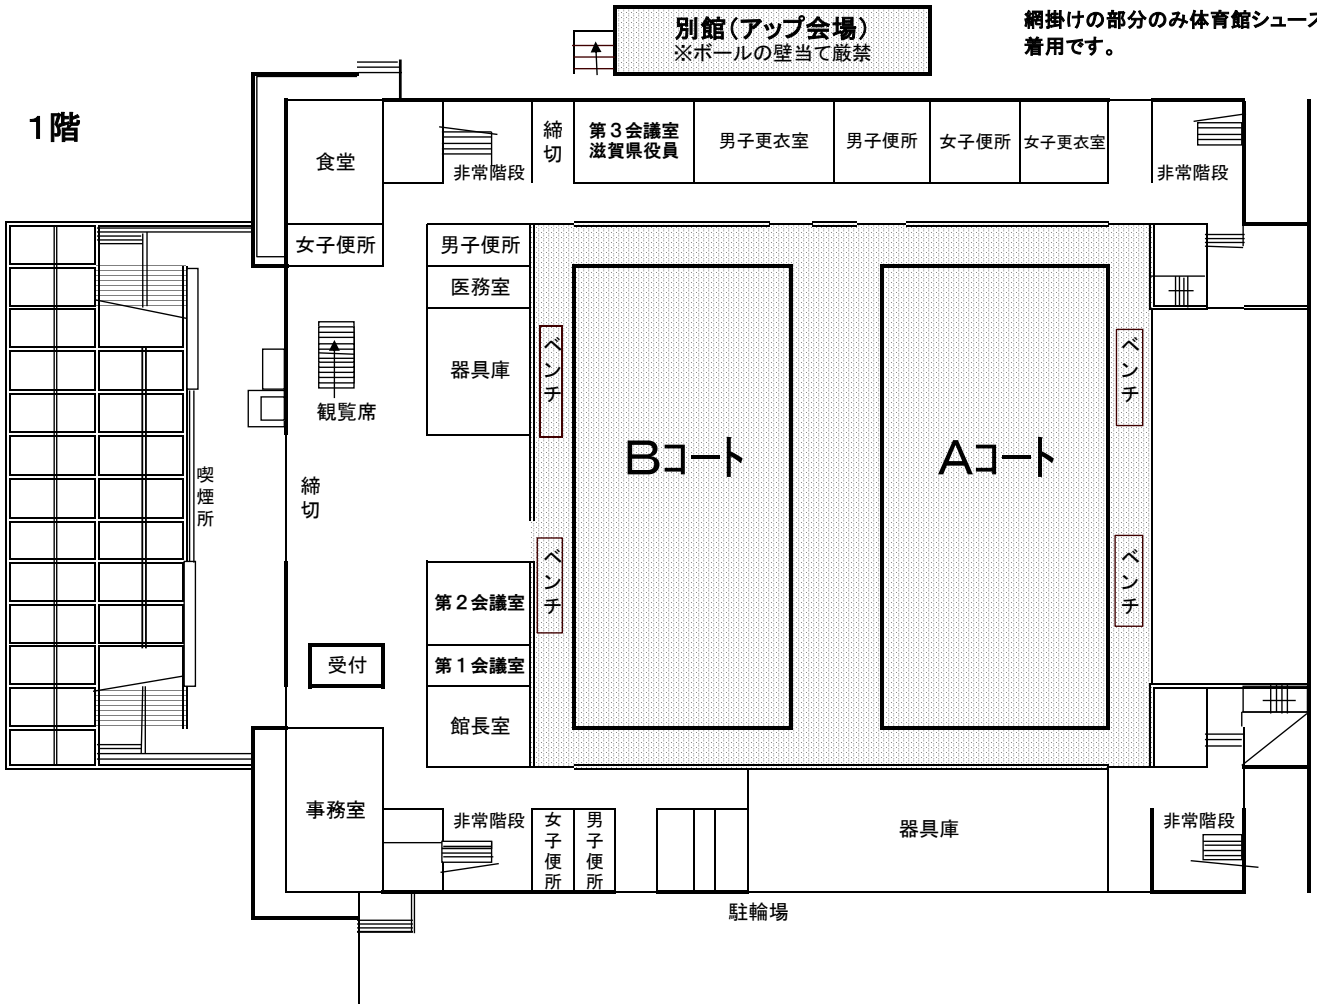 別館(アップ会場)
※ボールの壁当て厳禁
網掛けの部分のみ体育館シューズ
着用です。
1階
食堂
非常階段
締切
第3会議室
滋賀県役員
男子更衣室
男子便所
女子便所
女子更衣室
非常階段
女子便所
男子便所
医務室
器具庫
観覧席
ベンチ
ベンチ
Bコート
Aコート
喫煙所
締切
ベンチ
ベンチ
第2会議室
受付
第1会議室
館長室
事務室
非常階段
女子便所
男子便所
器具庫
非常階段
駐輪場